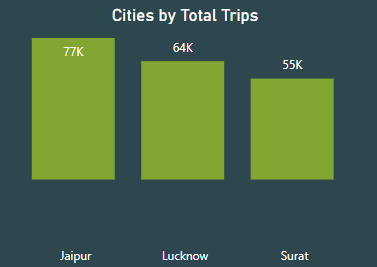 Cities by Total Trips
77K
64K
55K
Jaipur
Lucknow
Surat